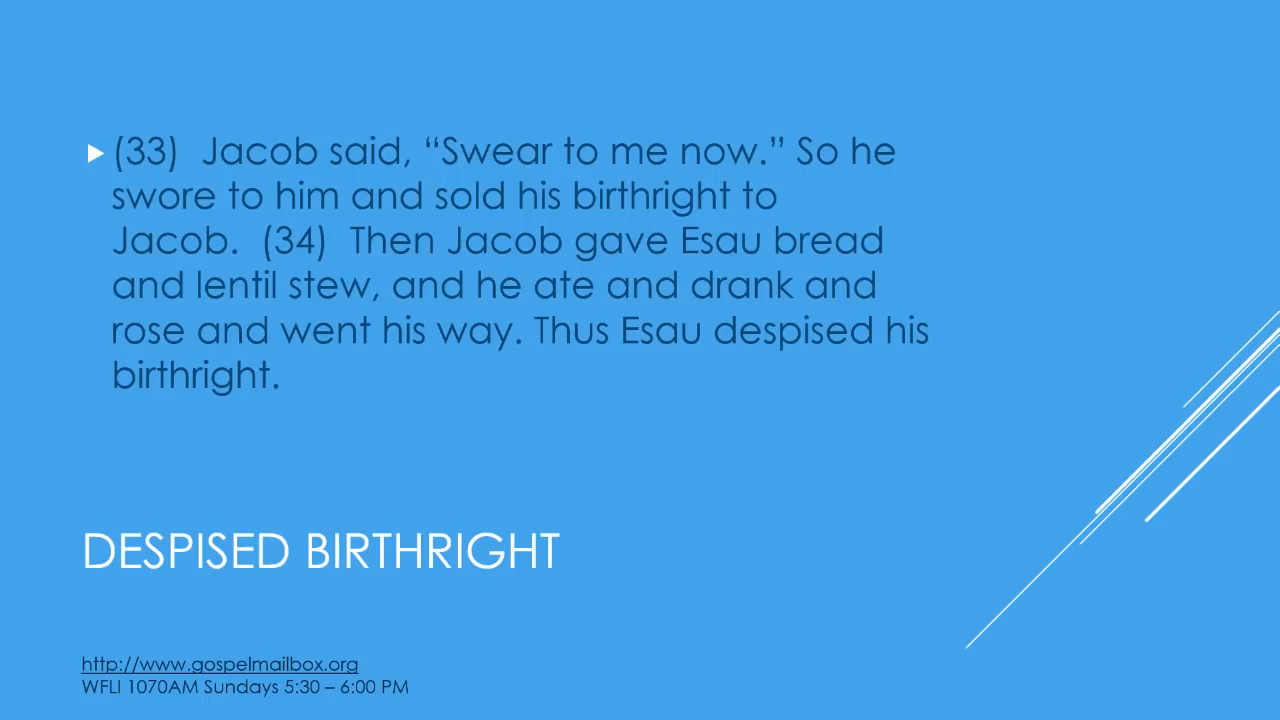 (33)  Jacob said, “Swear to me now.” So he
swore to him and sold his birthright to
Jacob.  (34)  Then Jacob gave Esau bread
and lentil stew, and he ate and drank and
rose and went his way. Thus Esau despised his
birthright.
DESPISED BIRTHRIGHT
http://www.gospelmailbox.org
WFLI 1070AM Sundays 5:30 – 6:00 PM